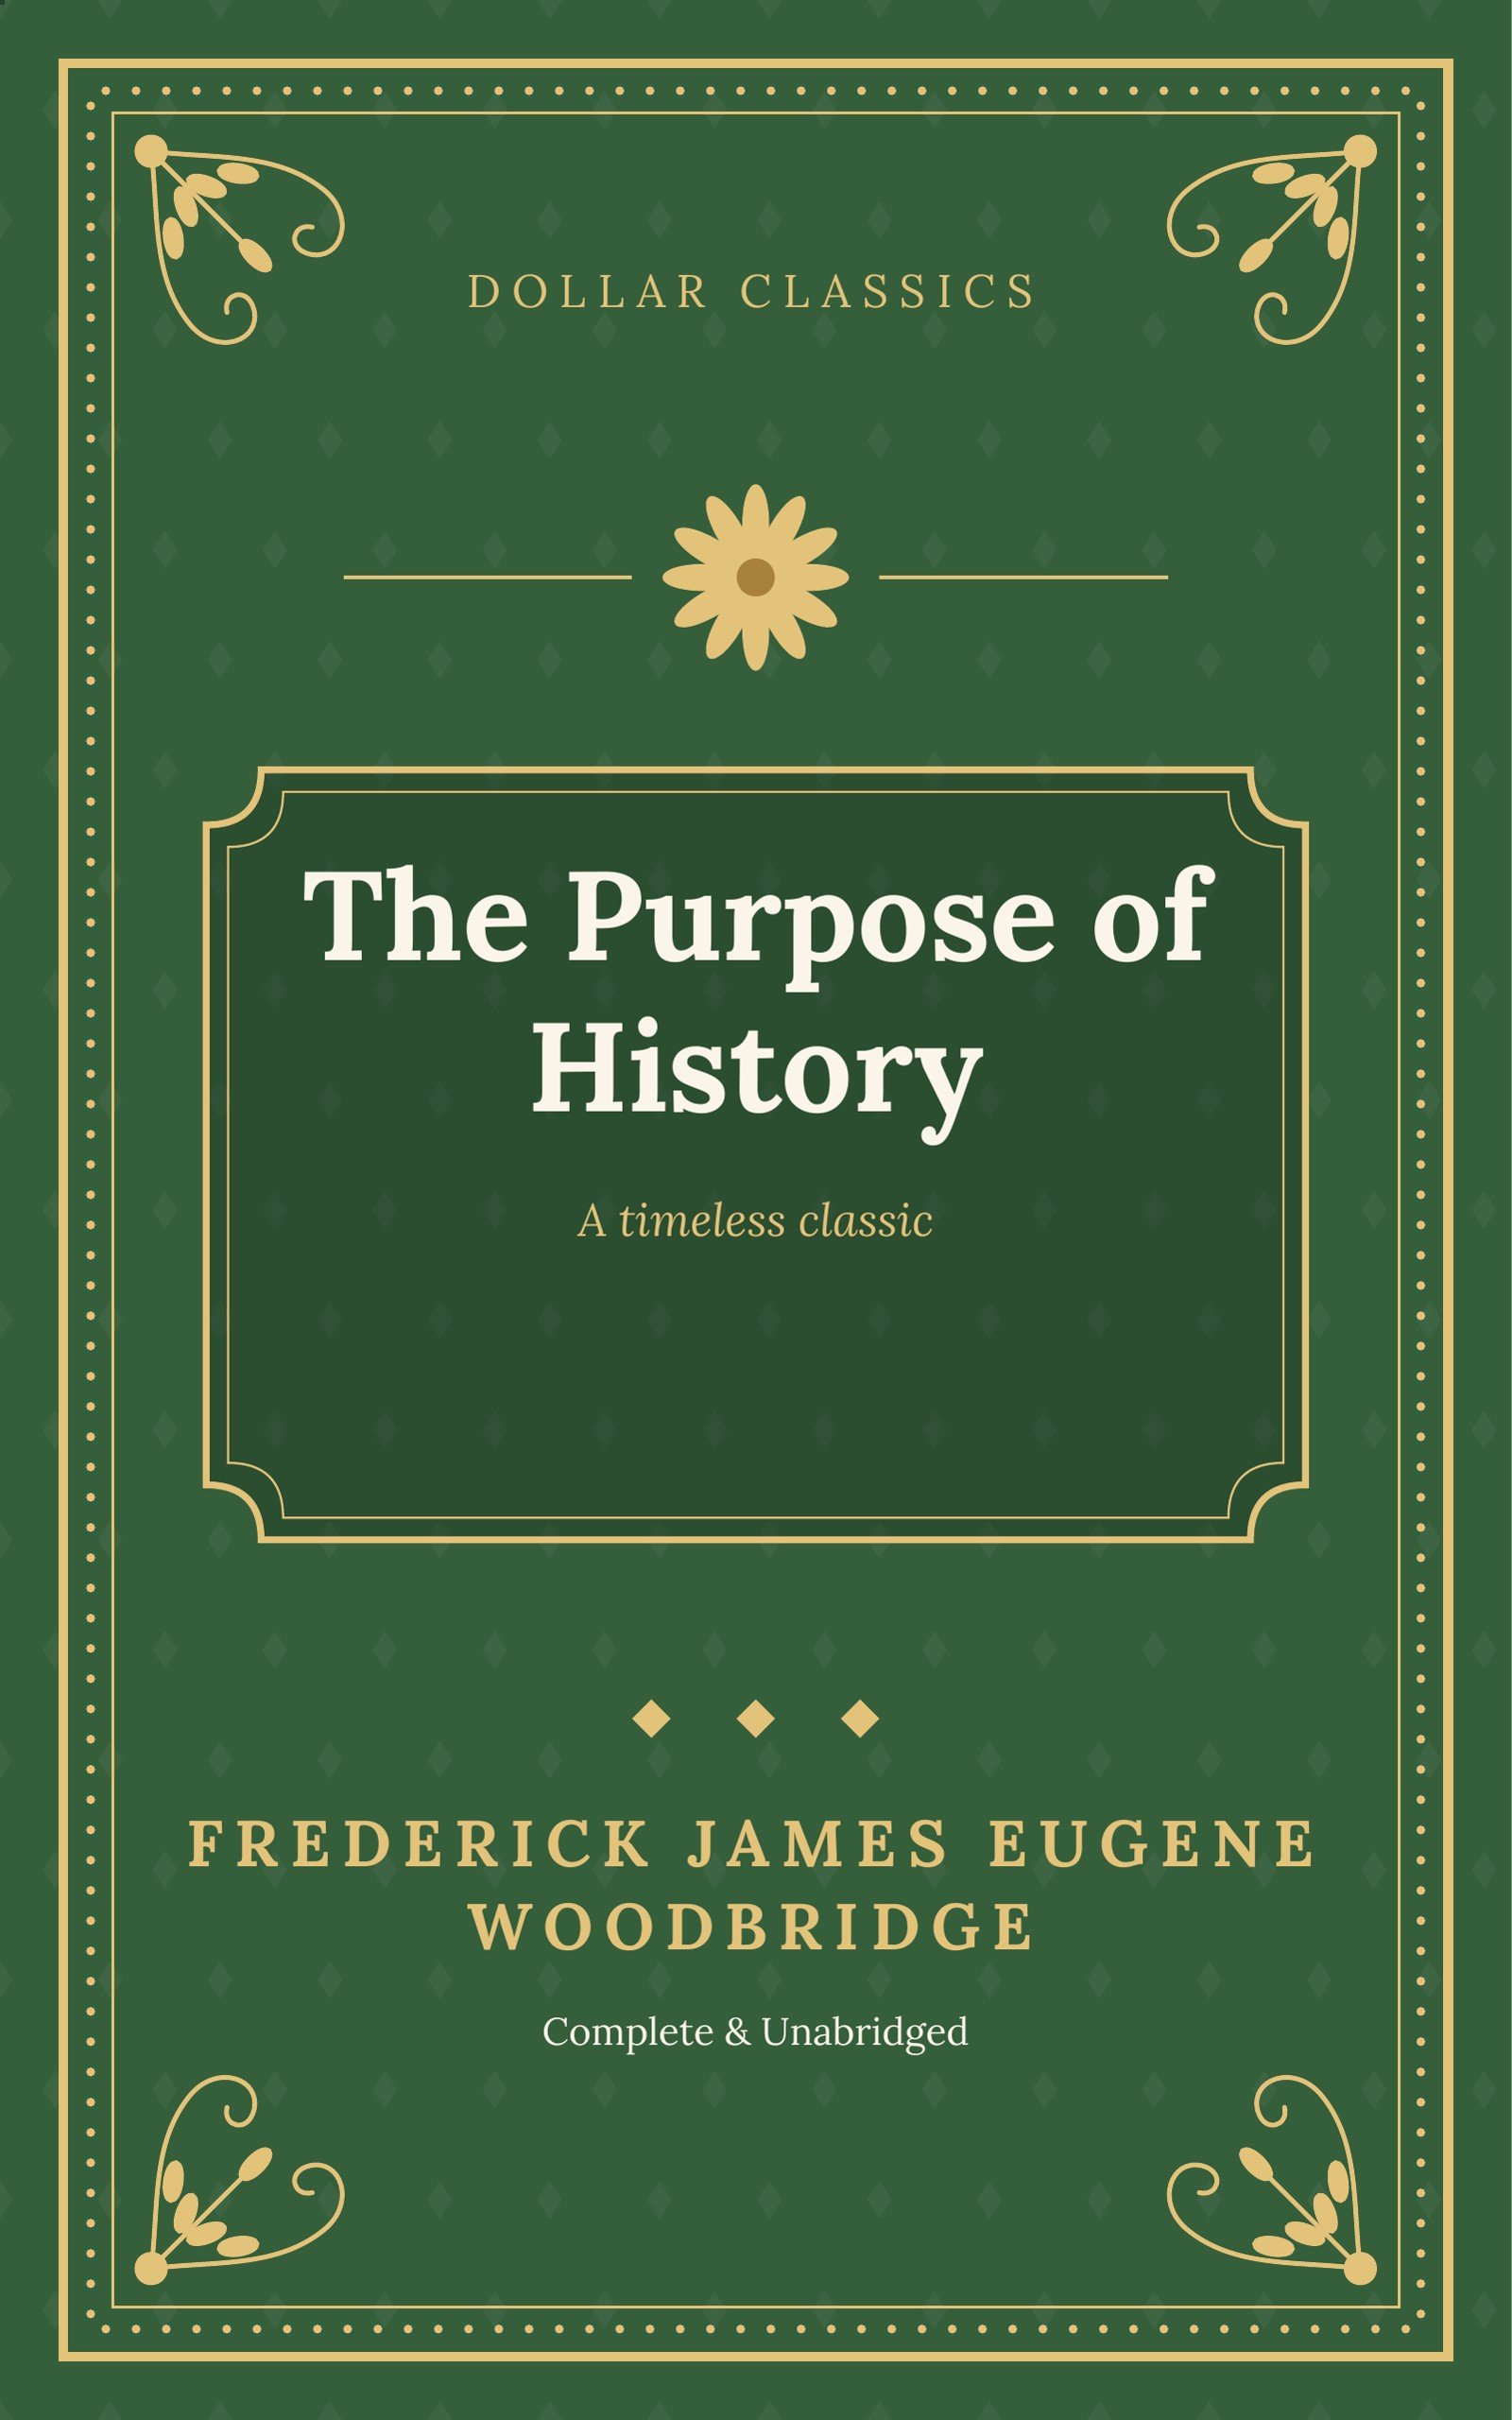 DOLLAR CLASSICS
The Purpose of
History
A timeless classic
FREDERICK JAMES EUGENE
WOODBRIDGE
Complete & Unabridged